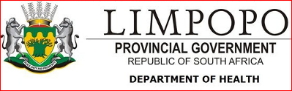 LIMPOPO
PROVINCIAL GOVERNMENT
REPUBLIC OF SOUTH AFRICA
DEPARTMENT OF HEALTH